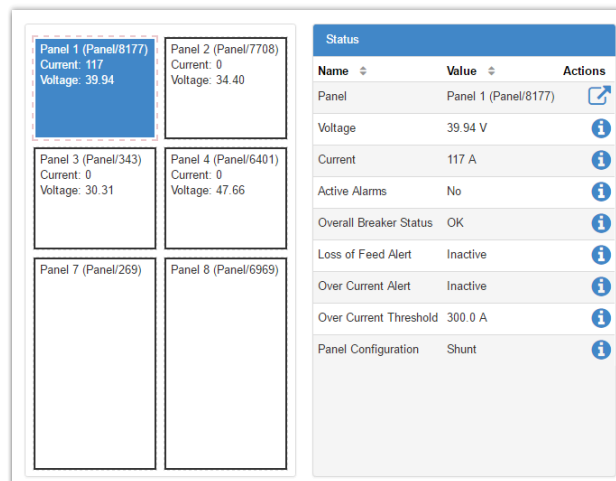 Panel 1 (Panel/8177)
Current: 117
Voltage: 39.94
Panel 2 (Panel/7708)
Current: 0
Voltage: 34.40
Panel 3 (Panel/343)
Current: 0
Voltage: 30.31
Panel 4 (Panel/6401)
Current: 0
Voltage: 47.66
Panel 7 (Panel/269)
Panel 8 (Panel/6969)
Status
Name Value Actions
Panel Panel 1 (Panel/8177)
Voltage 39.94 V
Current 117 A
Active Alarms No
Overall Breaker Status OK
Loss of Feed Alert Inactive
Over Current Alert Inactive
Over Current Threshold 300.0 A
Panel Configuration Shunt